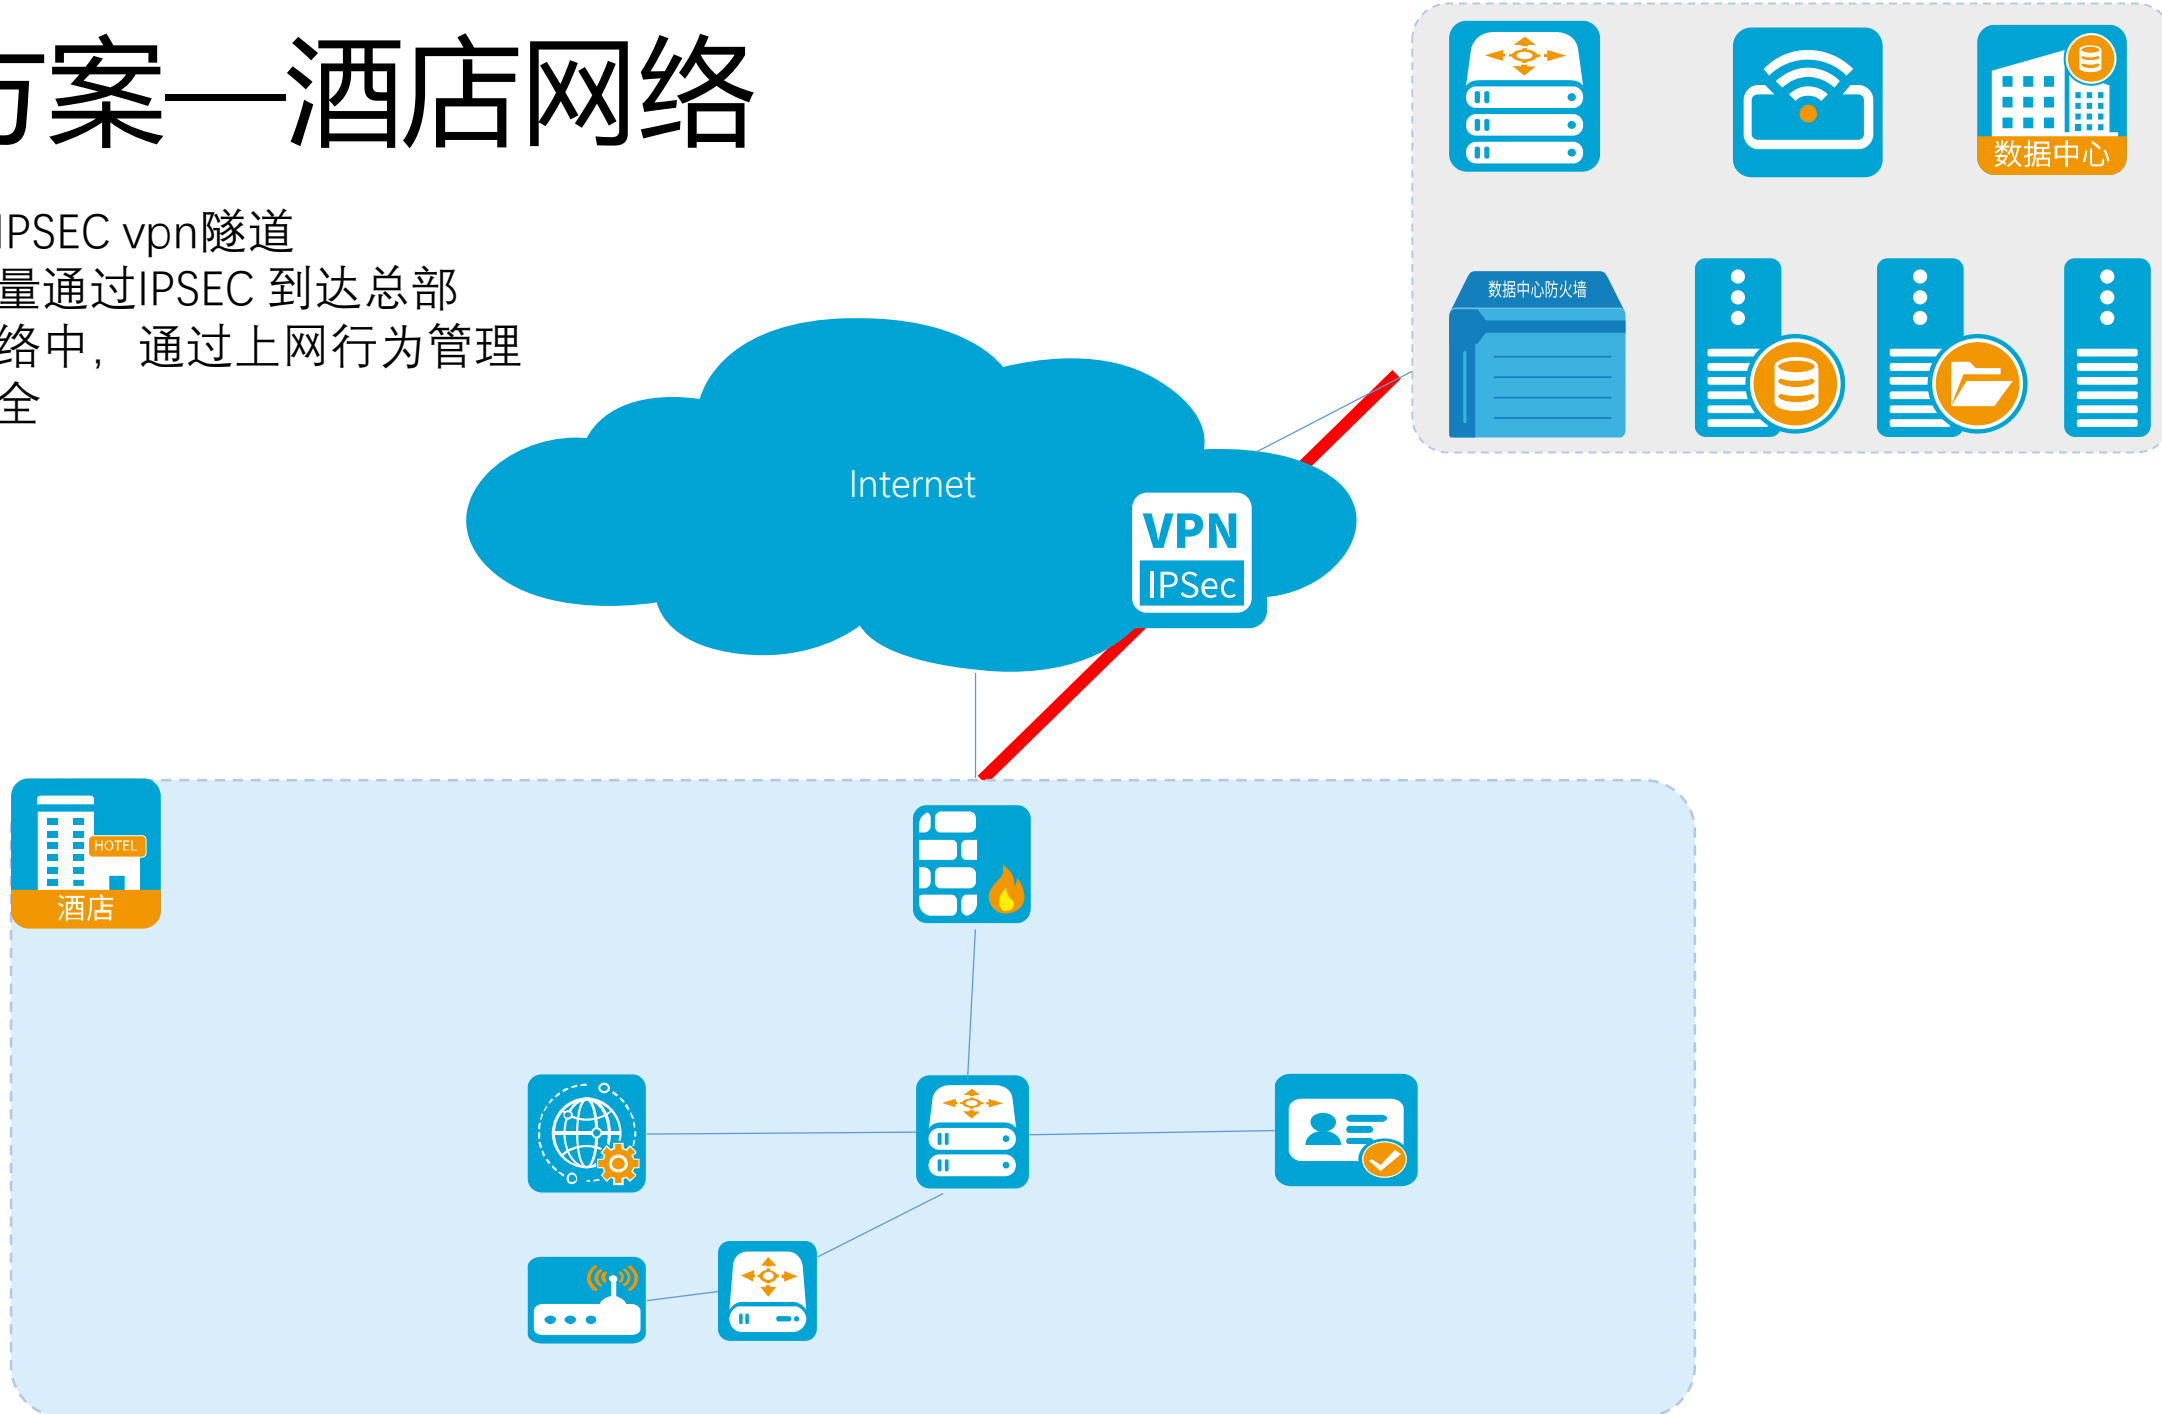 方案—酒店网络
IPSEC vpn隧道
量通过IPSEC 到达总部
络中，通过上网行为管理
全
数据中心
数据中心防火墙
Internet
VPN
IPSec
HOTEL
酒店